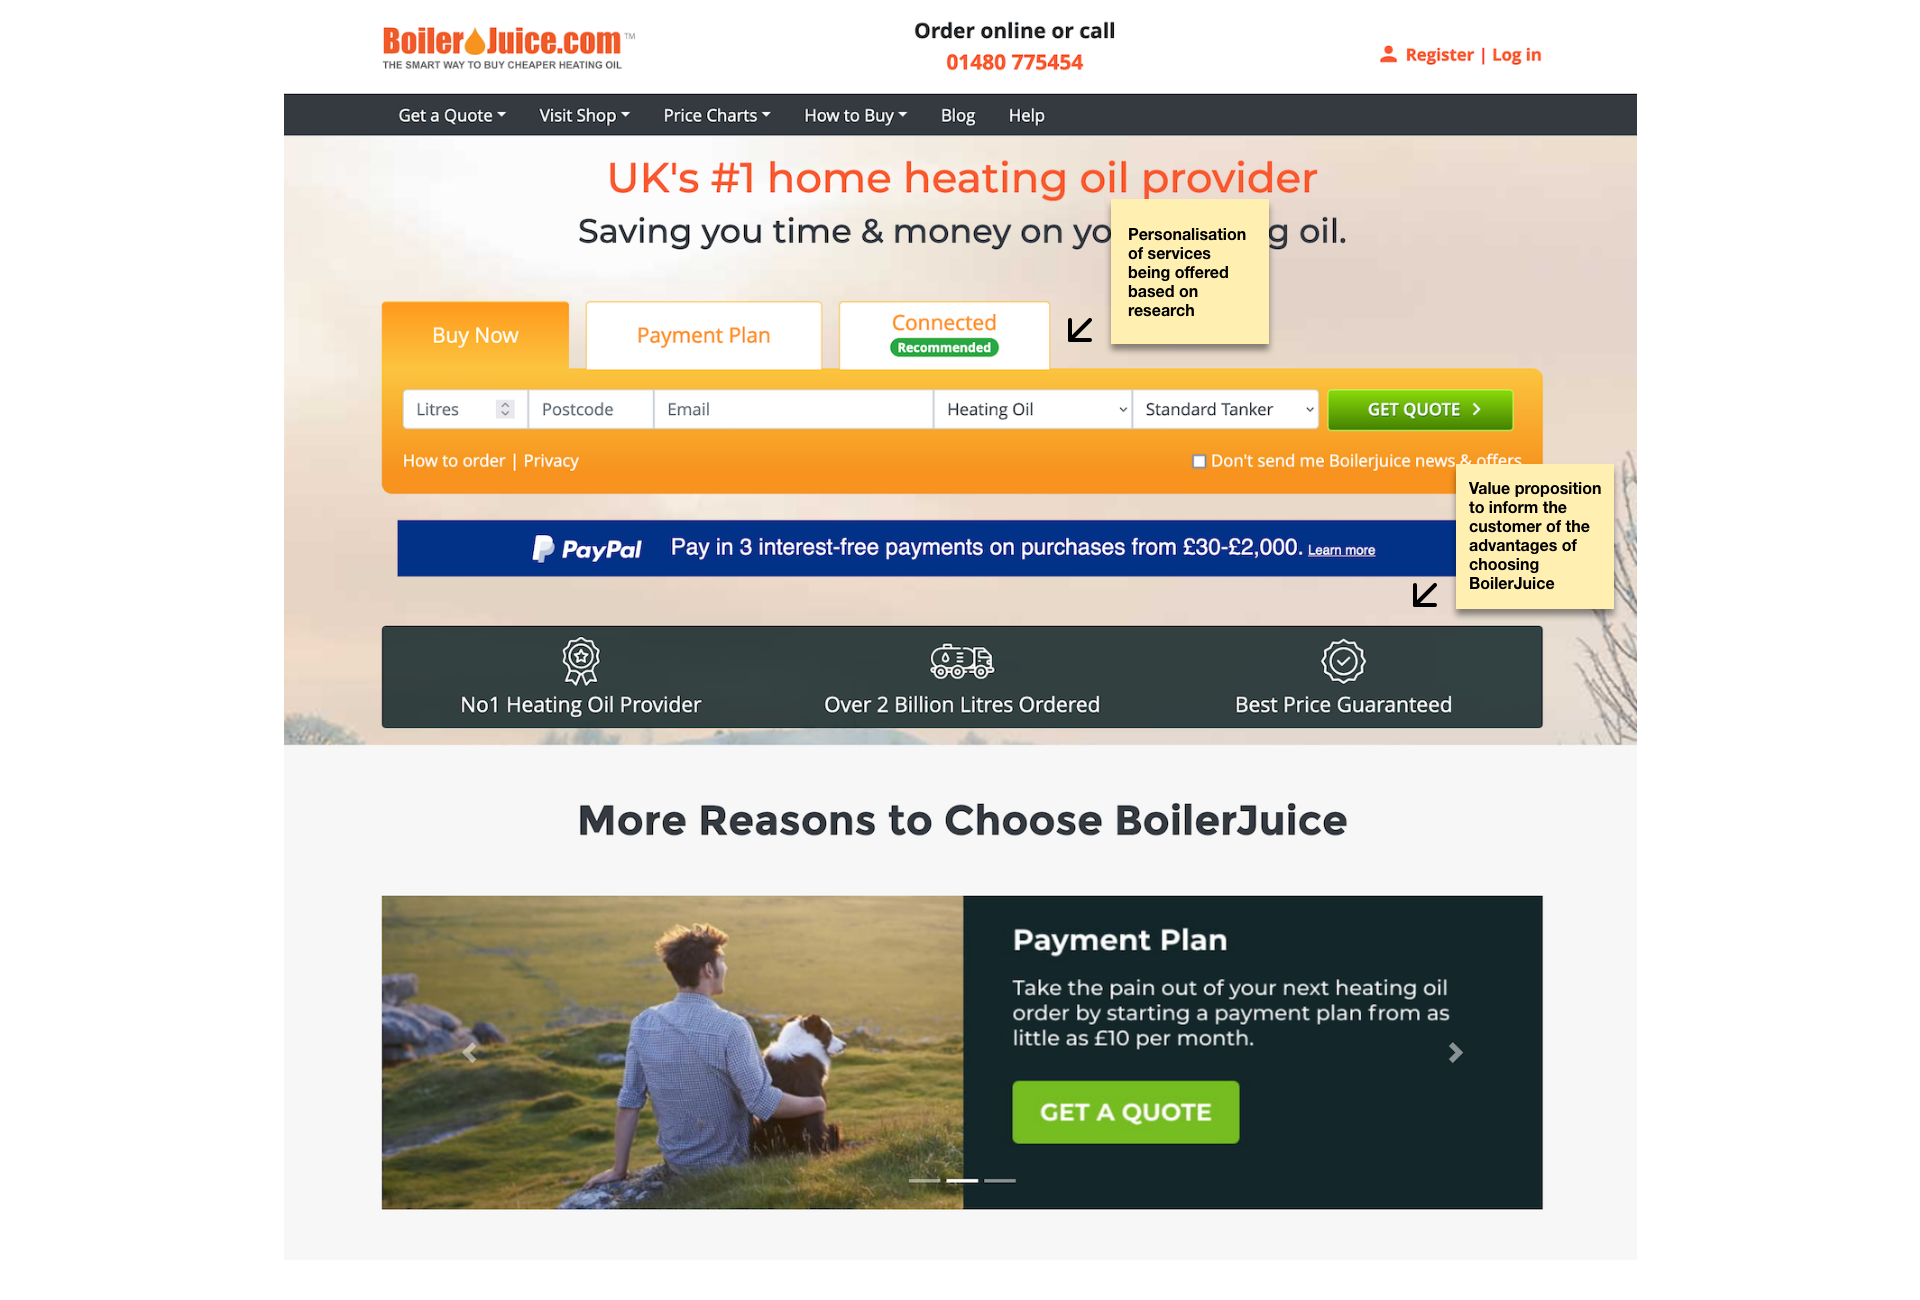 BoilerJuice.com TM
THE SMART WAY TO BUY CHEAPER HEATING OIL
Order online or call
01480 775454
Register | Log in
Get a Quote
Visit Shop
Price Charts
How to Buy
Blog
Help
UK's #1 home heating oil provider
Saving you time & money on yo g oil.
Personalisation
of services
being offered
based on
research
Buy Now
Payment Plan
Connected
Recommended
Litres
Postcode
Email
Heating Oil
Standard Tanker
GET QUOTE
How to order | Privacy
Don't send me Boilerjuice news & offers
Value proposition
to inform the
customer of the
advantages of
choosing
BoilerJuice
PayPal Pay in 3 interest-free payments on purchases from £30-£2,000. Learn more
No1 Heating Oil Provider
Over 2 Billion Litres Ordered
Best Price Guaranteed
More Reasons to Choose BoilerJuice
Payment Plan
Take the pain out of your next heating oil
order by starting a payment plan from as
little as £10 per month.
GET A QUOTE